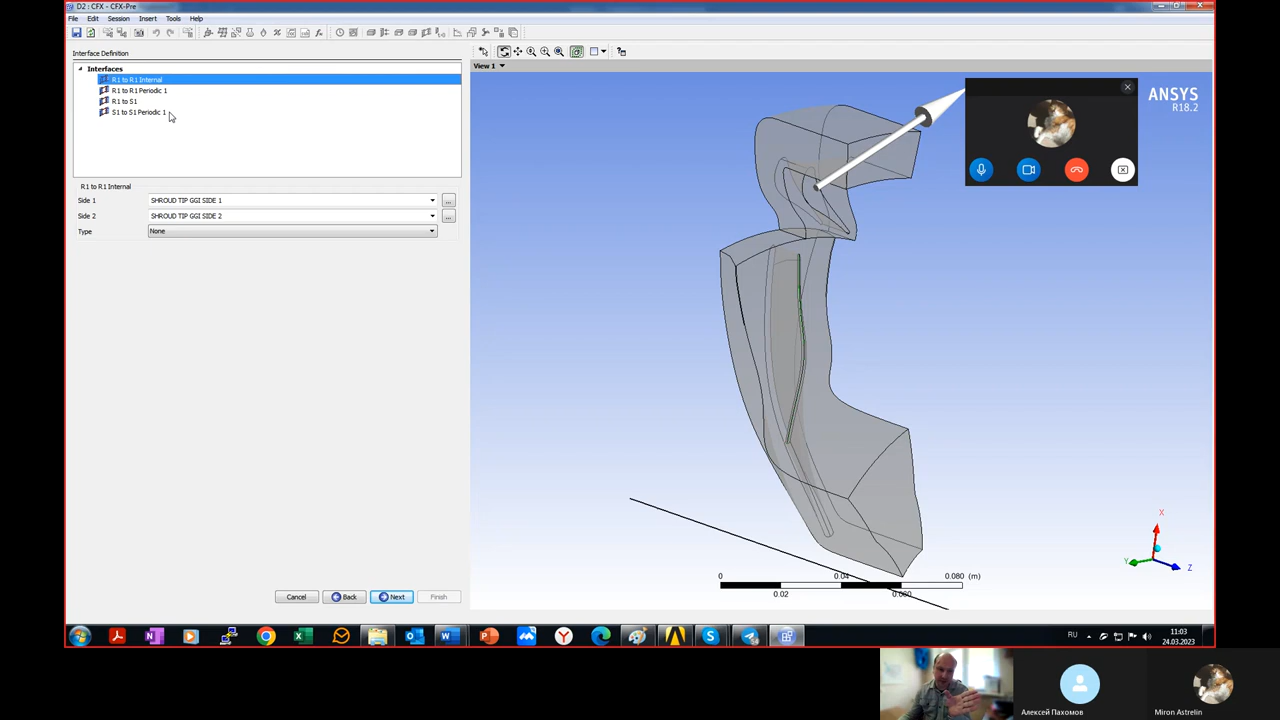 D2 : CFX - CFX-Pre
File Edit Session Insert Tools Help
Interface Definition
View 1
Interfaces
R1 to R1 Internal
R1 to R1 Periodic 1
R1 to S1
S1 to S1 Periodic 1
ANSYS
R18.2
R1 to R1 Internal
Side 1 SHROUD TIP GGI SIDE 1 ...
Side 2 SHROUD TIP GGI SIDE 2 ...
Type None
X
Y
Z
0 0.04 0.080 (m)
0.02 0.060
Cancel Back Next Finish
RU
11:03
24.03.2023
Алексей Пахомов
Miron Astrelin